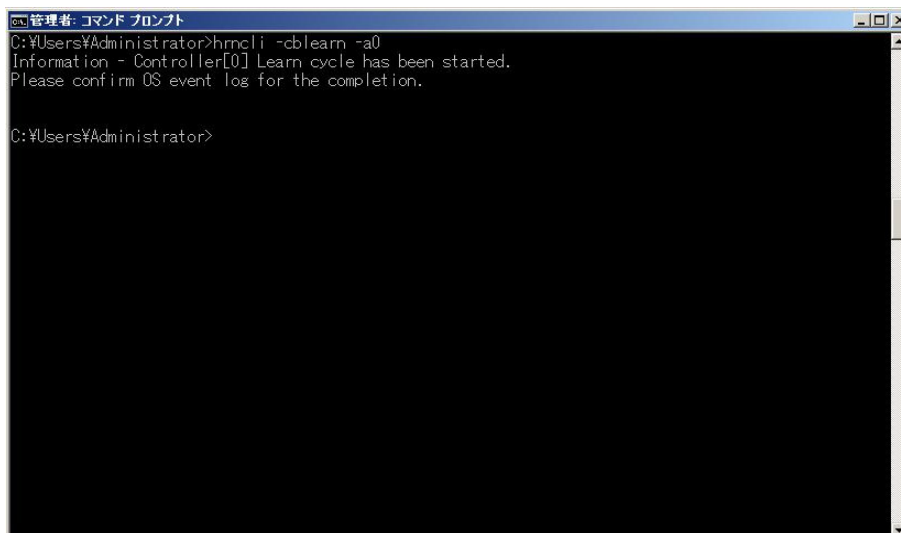 管理者: コマンド プロンプト
C:¥Users¥Administrator>hrncli -cblearn -a0
Information - Controller[0] Learn cycle has been started.
Please confirm OS event log for the completion.
C:¥Users¥Administrator>